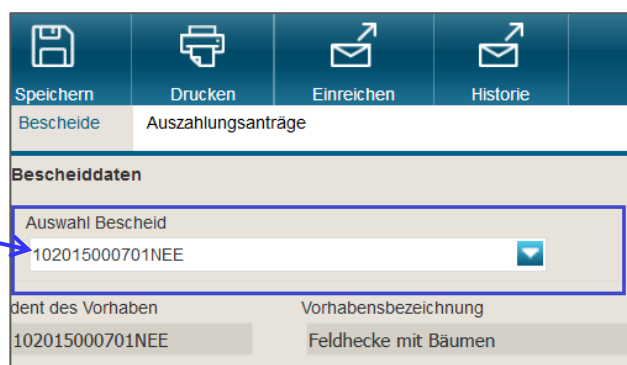 Speichern Drucken Einreichen Historie
Bescheide Auszahlungsanträge
Bescheiddaten
Auswahl Bescheid
102015000701NEE
dent des Vorhaben Vorhabensbezeichnung
102015000701NEE Feldhecke mit Bäumen